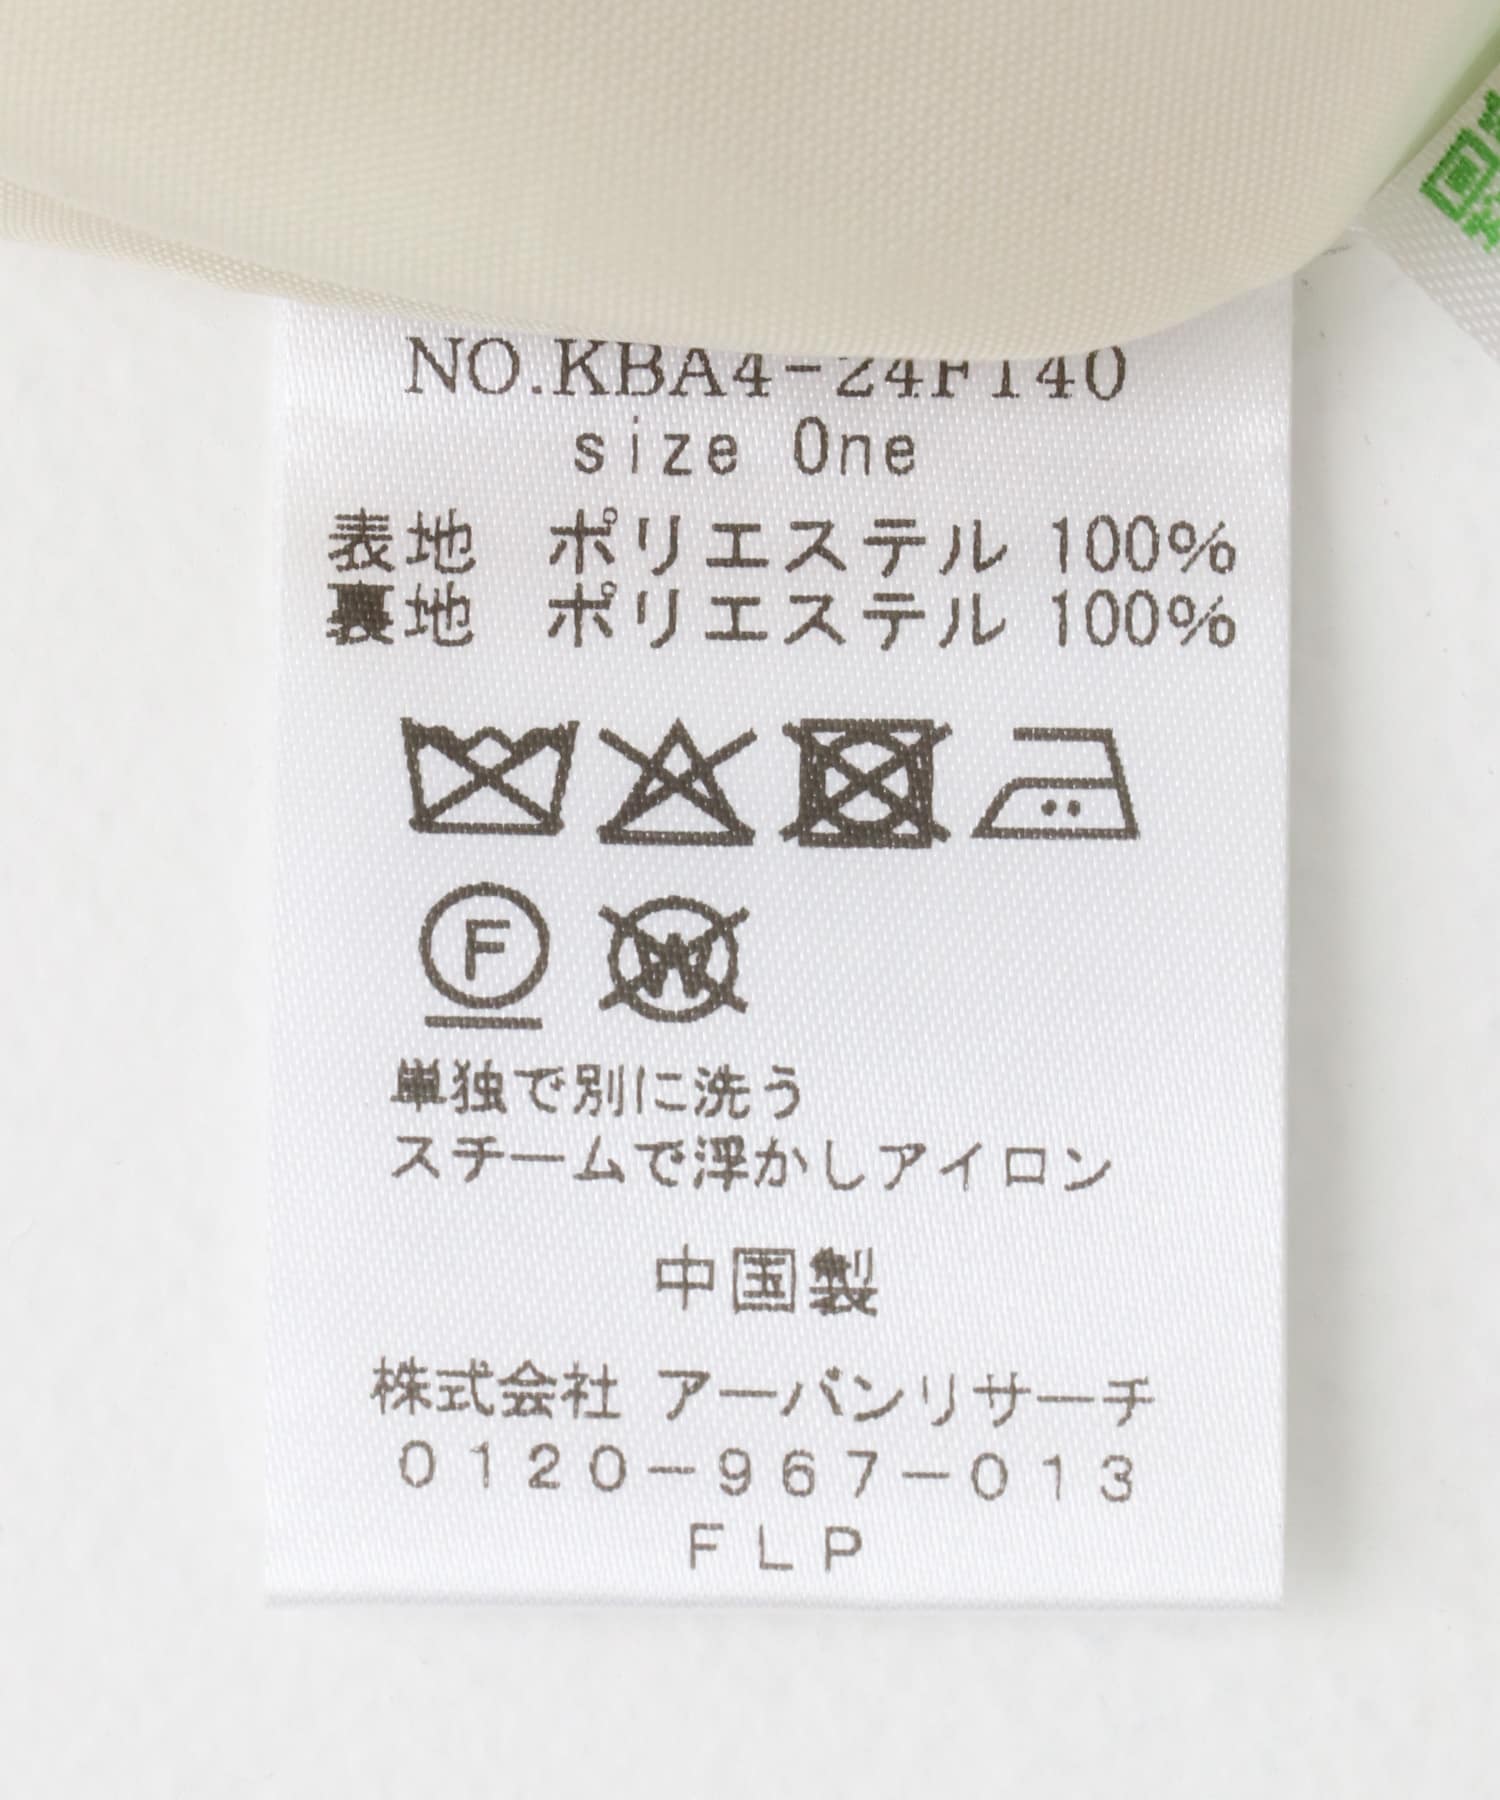 NO.KBA4-24F140
size One
表地 ポリエステル 100%
裏地 ポリエステル 100%
F
W
単独で別に洗う
スチームで浮かしアイロン
中国製
株式会社 アーバンリサーチ
0120-967-013
FLP